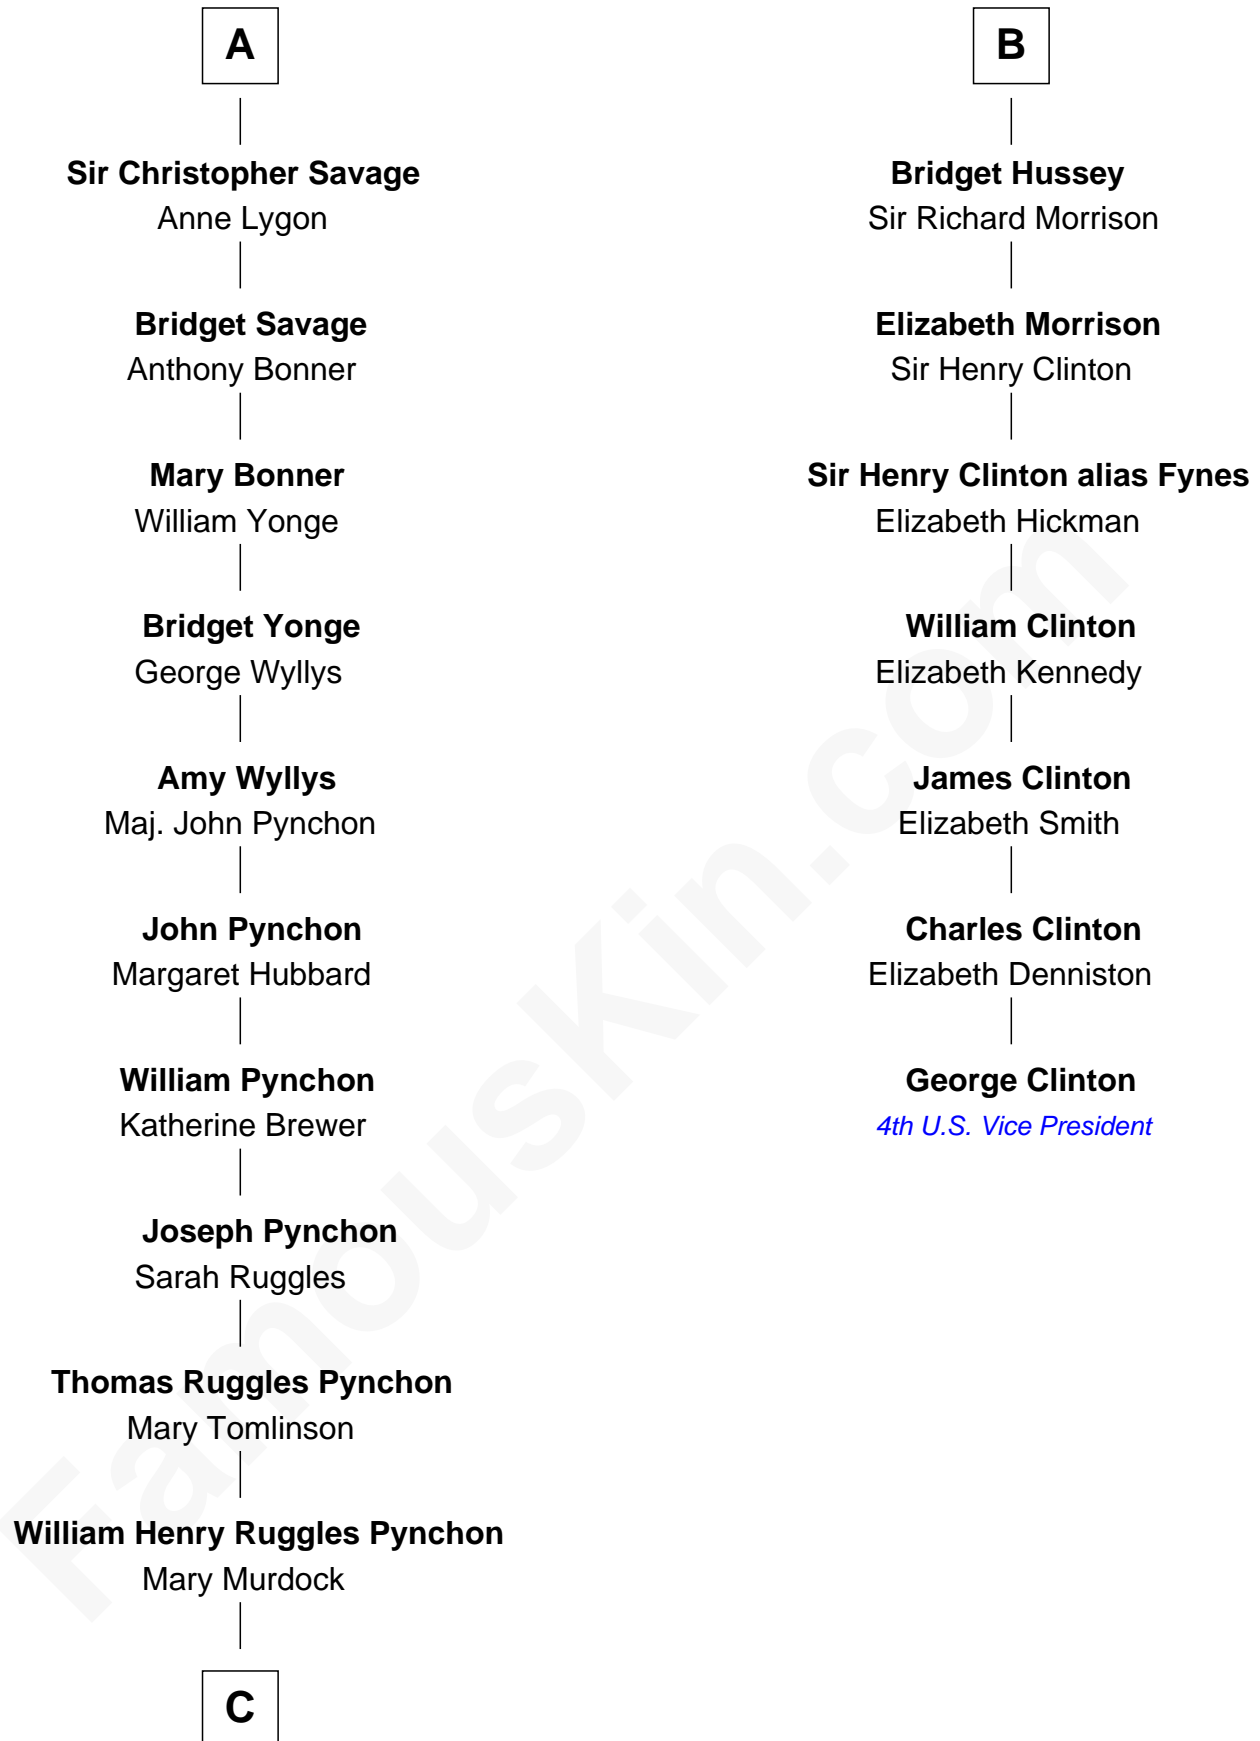 A
Sir Christopher Savage
Anne Lygon
Bridget Savage
Anthony Bonner
Mary Bonner
William Yonge
Bridget Yonge
George Wyllys
Amy Wyllys
Maj. John Pynchon
John Pynchon
Margaret Hubbard
William Pynchon
Katherine Brewer
Joseph Pynchon
Sarah Ruggles
Thomas Ruggles Pynchon
Mary Tomlinson
William Henry Ruggles Pynchon
Mary Murdock
C
B
Bridget Hussey
Sir Richard Morrison
Elizabeth Morrison
Sir Henry Clinton
Sir Henry Clinton alias Fynes
Elizabeth Hickman
William Clinton
Elizabeth Kennedy
James Clinton
Elizabeth Smith
Charles Clinton
Elizabeth Denniston
George Clinton
4th U.S. Vice President
FamousKin.com